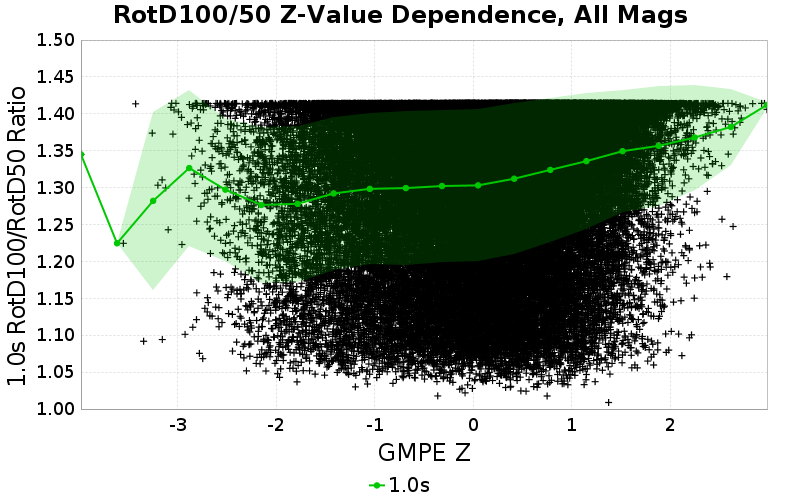 RotD100/50 Z-Value Dependence, All Mags
1.0s RotD100/RotD50 Ratio
1.50
1.45
1.40
1.35
1.30
1.25
1.20
1.15
1.10
1.05
1.00
-3 -2 -1 0 1 2
GMPE Z
1.0s